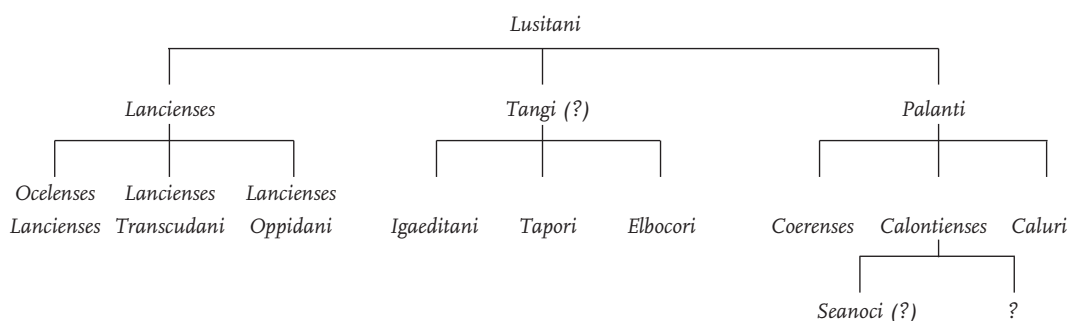 Lusitani
Lancienses Tangi (?) Palanti
Ocelenses Lancienses Lancienses
Lancienses Transcudani Oppidani Igaeditani Tapori Elbocori Coerenses Calontienses Caluri
Seanoci (?) ?